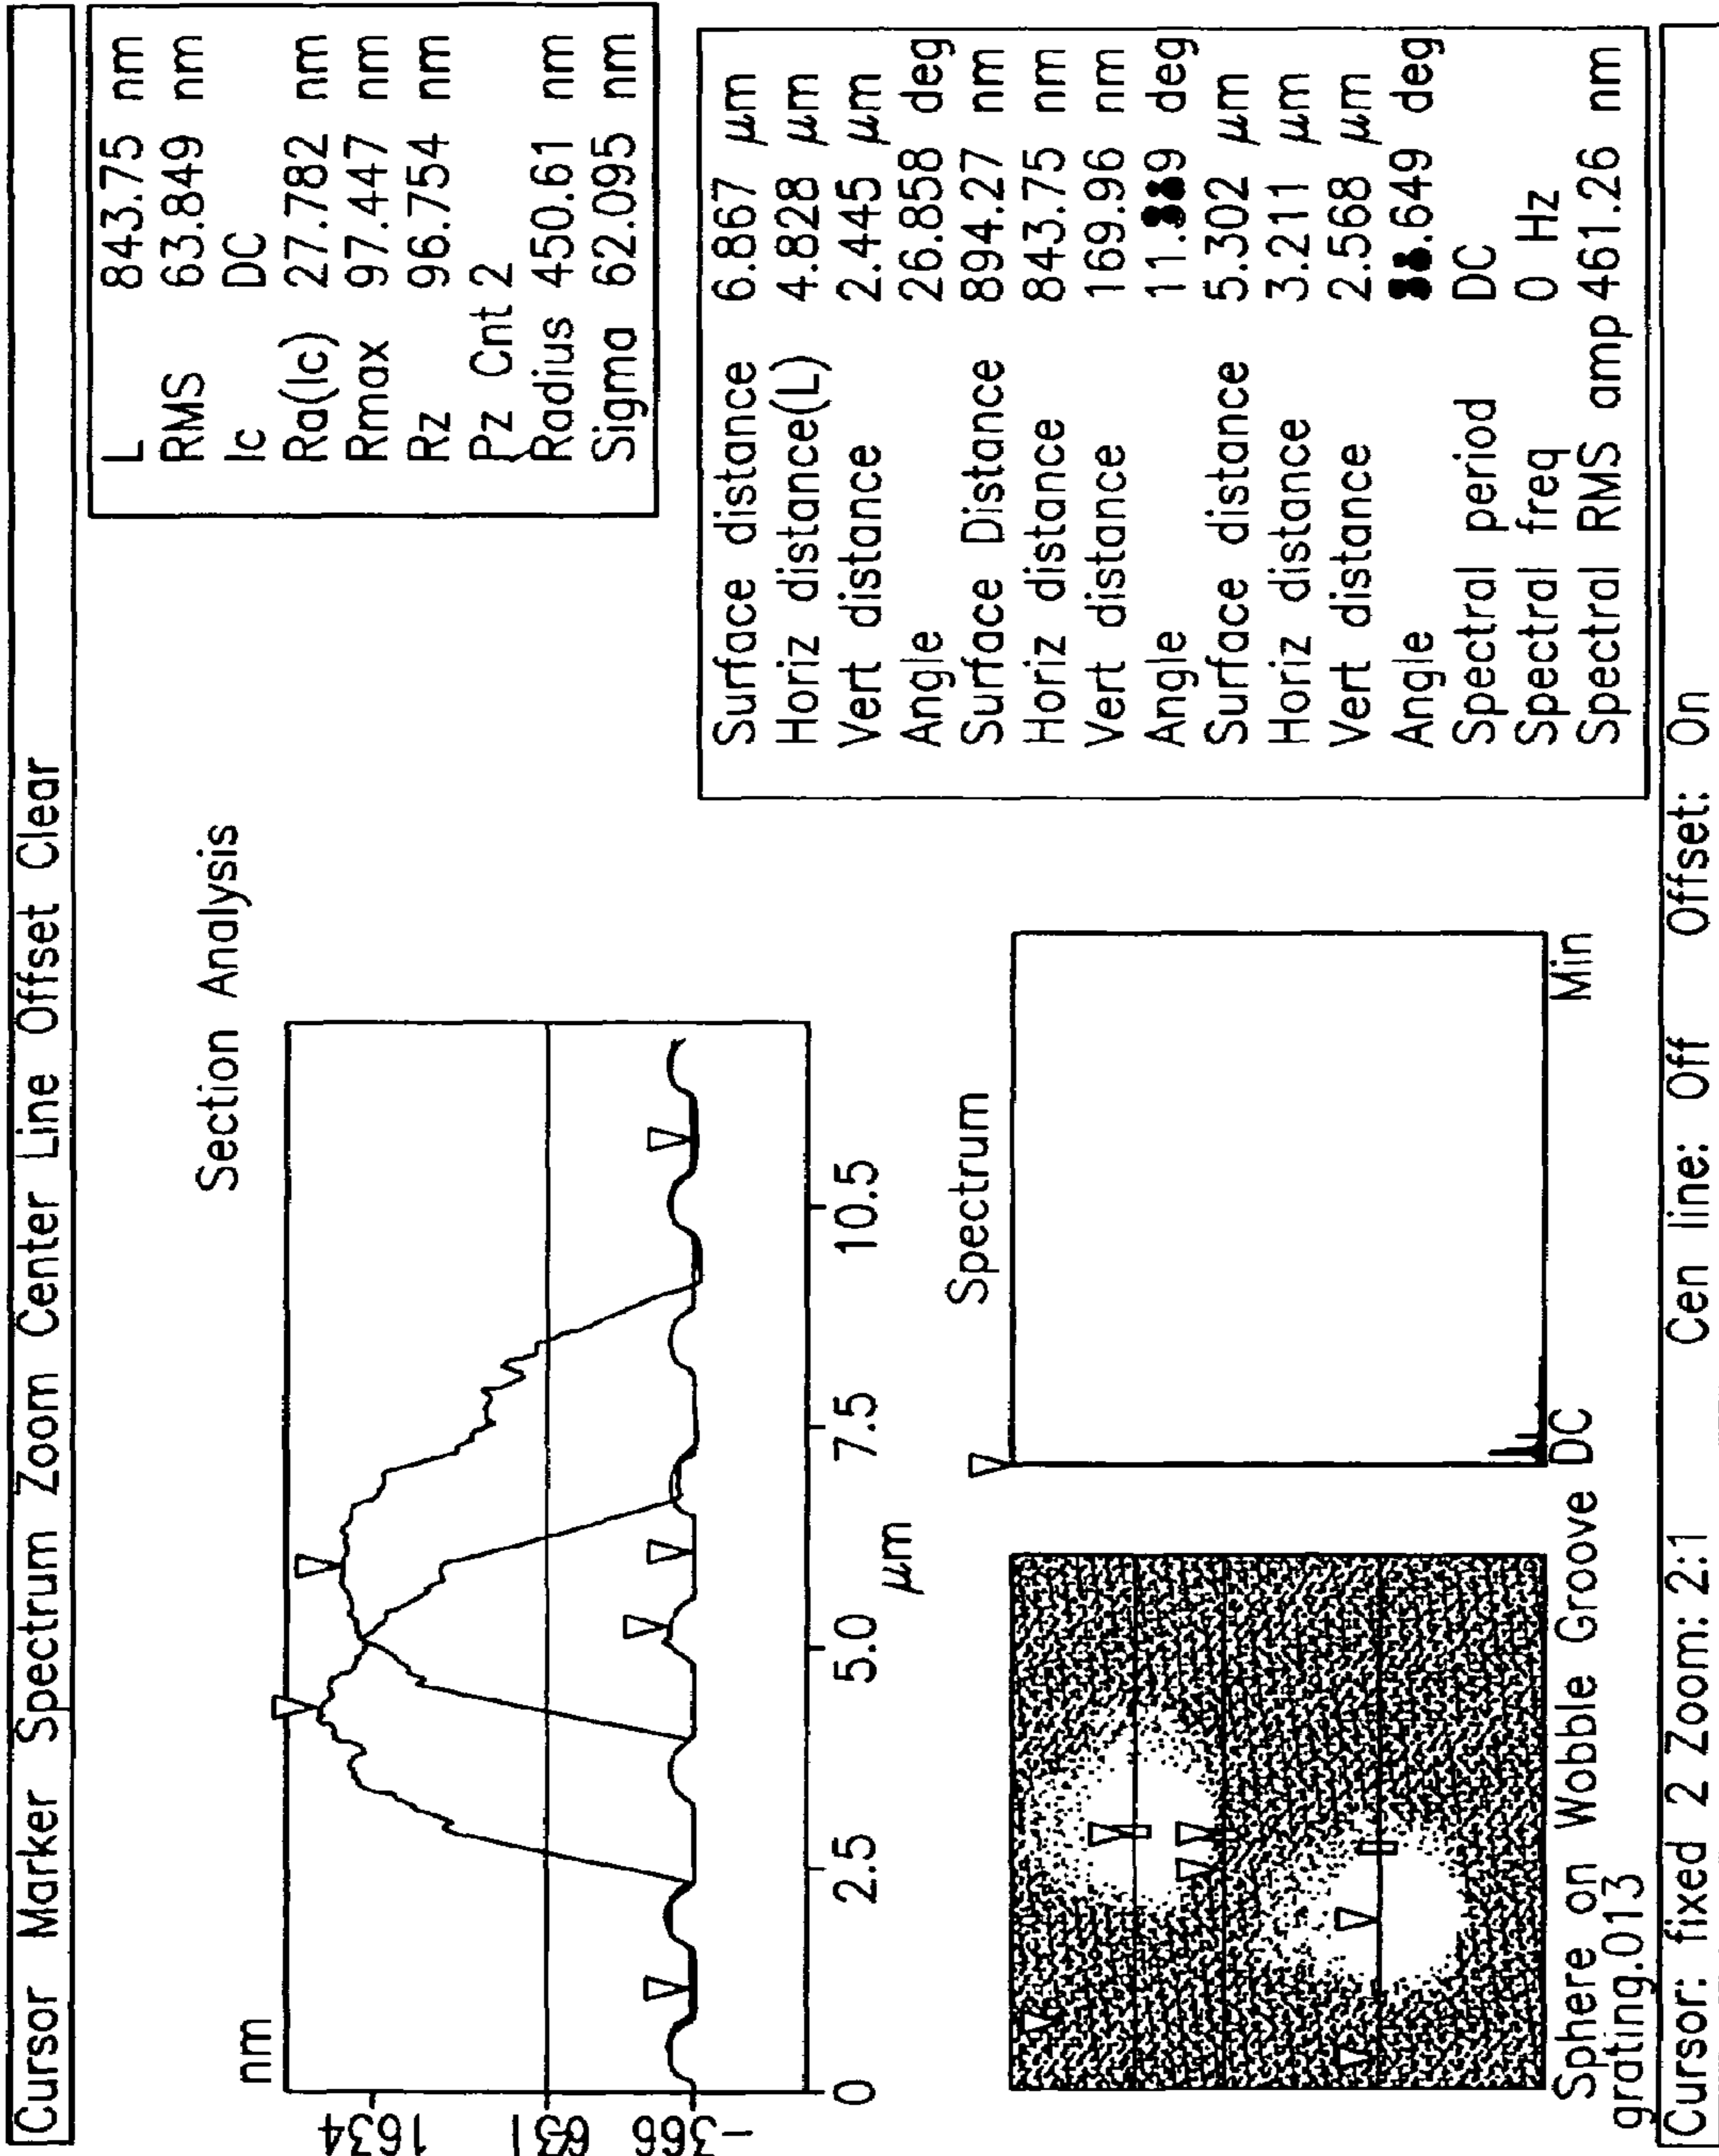 Cursor Marker Spectrum Zoom Center Line Offset Clear
Section Analysis
L 843.75 nm
RMS 63.849 nm
lc DC
Ra(lc) 27.782 nm
Rmax 97.447 nm
Rz 96.754 nm
Pz Cnt 2
Radius 450.61 nm
Sigma 62.095 nm
nm
1634
631
-366
0 2.5 5.0 7.5 10.5
μm
Surface distance 6.867 μm
Horiz distance(L) 4.828 μm
Vert distance 2.445 μm
Angle 26.858 deg
Surface Distance 894.27 nm
Horiz distance 843.75 nm
Vert distance 169.96 nm
Angle deg
Surface distance 5.302 μm
Horiz distance 3.211 μm
Vert distance 2.568 μm
Angle deg
Spectral period DC
Spectral freq 0 Hz
Spectral RMS amp 461.26 nm
Spectrum
DC Min
Sphere on Wobble Groove
grating.013
Cursor: fixed 2 Zoom: 2:1 Cen line: Off Offset: On